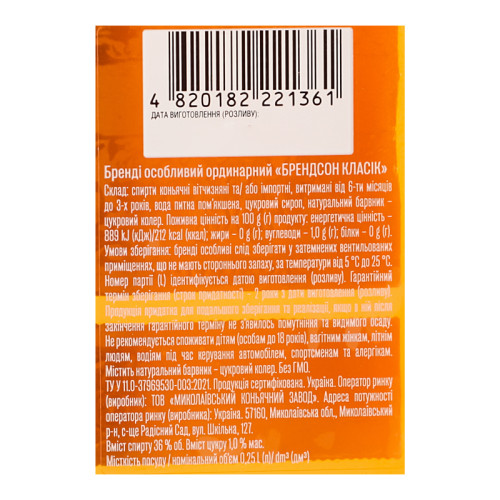 4 820182 221361
ДАТА ВИГОТОВЛЕННЯ (РОЗЛИВУ):
Бренді особливий ординарний «БРЕНДСОН КЛАСІК»
Склад: спирти коньячні вітчизняні та/ або імпортні, витримані від 6-ти місяців
до 3-х років, вода питна пом'якшена, цукровий сироп, натуральний барвник –
цукровий колер. Поживна цінність на 100 g (г) продукту: енергетична цінність –
889 kJ (кДж)/212 kcal (ккал); жири – 0 g (г); вуглеводи – 1,0 g (г); білки – 0 g (г).
Умови зберігання: бренді особливі слід зберігати у затемнених вентильованих
приміщеннях, що не мають стороннього запаху, за температури від 5 °С до 25 °С.
Номер партії (L) ідентифікується датою виготовлення (розливу). Гарантійний
термін зберігання (строк придатності) – 2 роки з дати виготовлення (розливу).
Продукція придатна для подальшого зберігання та реалізації, якщо в ній після
закінчення гарантійного терміну не з'явилось помутніння та видимого осаду.
Не рекомендується споживати дітям (особам до 18 років), вагітним жінкам, літнім
людям, водіям під час керування автомобілем, спортсменам та алергікам.
Містить натуральний барвник – цукровий колер. Без ГМО.
ТУ У 11.0-37969530-003:2021. Продукція сертифікована. Україна. Оператор ринку
(виробник): ТОВ «МИКОЛАЇВСЬКИЙ КОНЬЯЧНИЙ ЗАВОД». Адреса потужності
оператора ринку (виробника): Україна, 57160, Миколаївська обл., Миколаївський
р-н, с-ще Радісний Сад, вул. Шкільна, 127.
Вміст спирту 36 % об. Вміст цукру 1,0 % мас.
Місткість посуду / номінальний об'єм 0,25 L (л)/ dm³ (дм³)